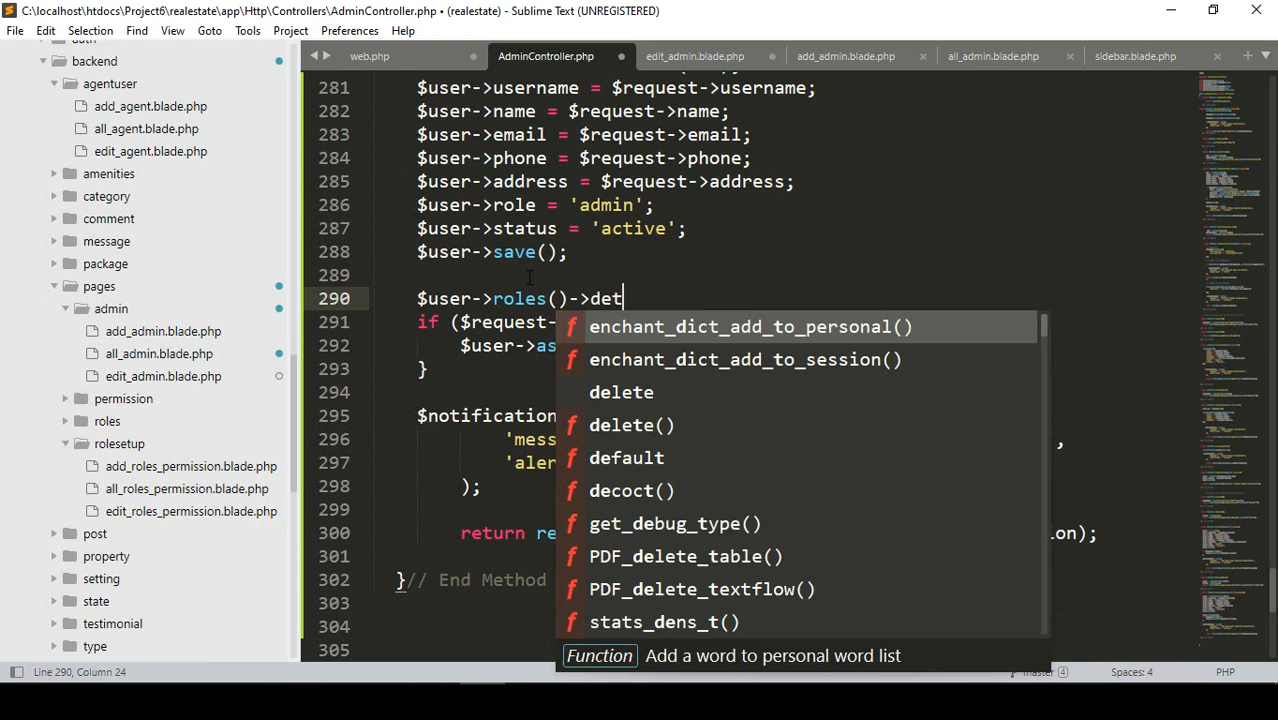 C:\localhost\htdocs\Project6\realestate\app\Http\Controllers\AdminController.php • (realestate) - Sublime Text (UNREGISTERED)
File Edit Selection Find View Goto Tools Project Preferences Help
web.php AdminController.php edit_admin.blade.php add_admin.blade.php all_admin.blade.php sidebar.blade.php
backend
agentuser
add_agent.blade.php
all_agent.blade.php
edit_agent.blade.php
amenities
category
comment
message
package
pages
admin
add_admin.blade.php
all_admin.blade.php
edit_admin.blade.php
permission
roles
rolesetup
add_roles_permission.blade.php
all_roles_permission.blade.php
edit_roles_permission.blade.php
post
property
setting
state
testimonial
type
281 $user->username = $request->username;
282 $user->name = $request->name;
283 $user->email = $request->email;
284 $user->phone = $request->phone;
285 $user->address = $request->address;
286 $user->role = 'admin';
287 $user->status = 'active';
288 $user->save();
289
290 $user->roles()->det
291 if ($request-
292 $user->as
293 }
294
295 $notification
296 'mess ,
297 'aler
298 );
299
300 return re ion);
301
302 }// End Method
303
304
305
enchant_dict_add_to_personal()
enchant_dict_add_to_session()
delete
delete()
default
decoct()
get_debug_type()
PDF_delete_table()
PDF_delete_textflow()
stats_dens_t()
Function Add a word to personal word list
Line 290, Column 24 master 4 Spaces: 4 PHP